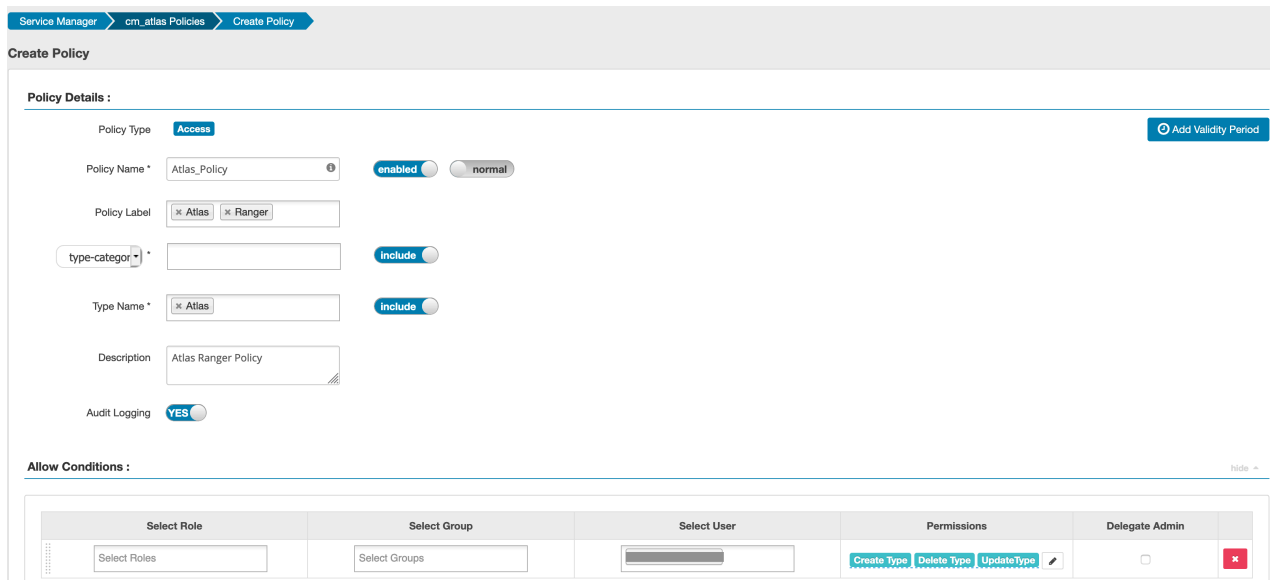 Service Manager cm_atlas Policies Create Policy
Create Policy
Policy Details :
Policy Type Access Add Validity Period
Policy Name * Atlas_Policy enabled normal
Policy Label × Atlas × Ranger
type-categor * include
Type Name * × Atlas include
Description Atlas Ranger Policy
Audit Logging YES
Allow Conditions : hide
Select Role Select Group Select User Permissions Delegate Admin
Select Roles Select Groups Create Type Delete Type UpdateType